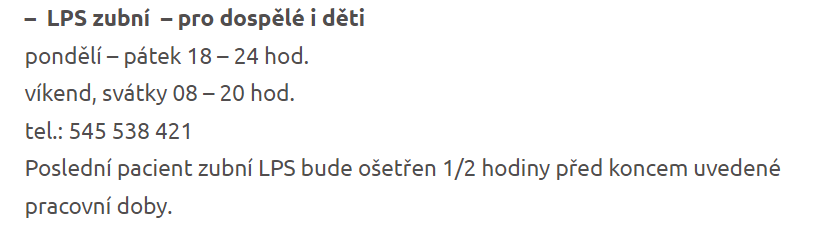 –  LPS zubní  – pro dospělé i děti
pondělí – pátek 18 – 24 hod.
víkend, svátky 08 – 20 hod.
tel.: 545 538 421
Poslední pacient zubní LPS bude ošetřen 1/2 hodiny před koncem uvedené
pracovní doby.